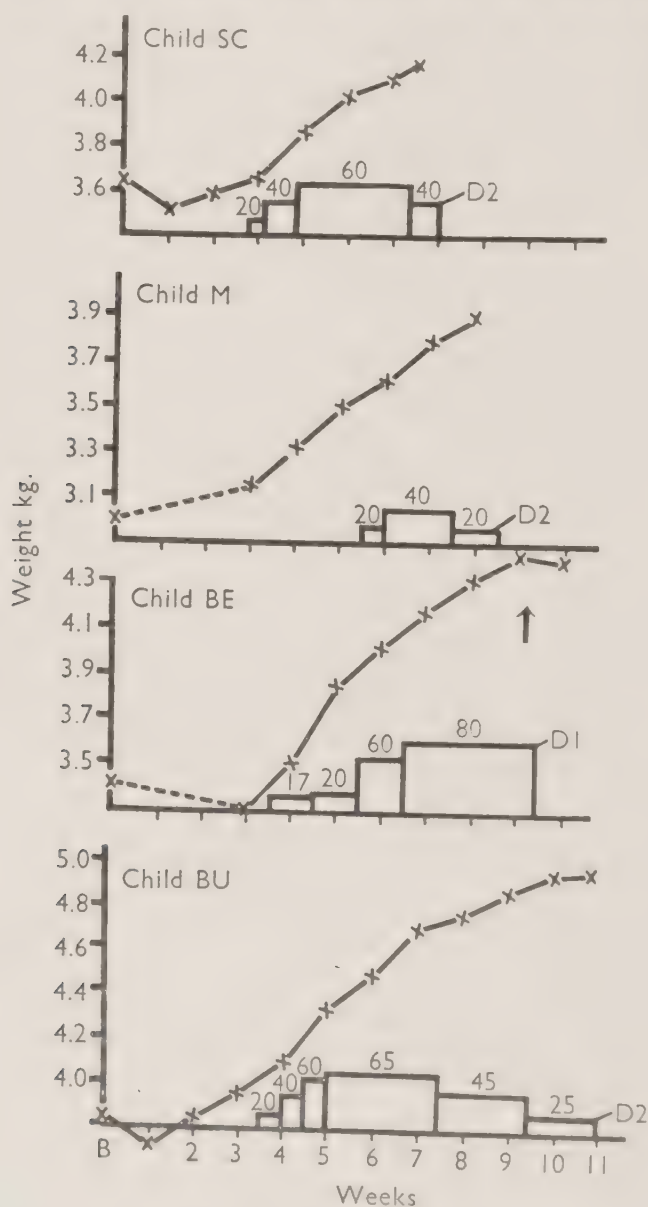 Child SC
4.2
4.0
3.8
3.6
20 40 60 40 D2
Child M
3.9
3.7
3.5
3.3
3.1
20 40 20 D2
Weight kg.
Child BE
4.3
4.1
3.9
3.7
3.5
17 20 60 80 D1
Child BU
5.0
4.8
4.6
4.4
4.2
4.0
20 40 60 65 45 25 D2
B 2 3 4 5 6 7 8 9 10 11
Weeks